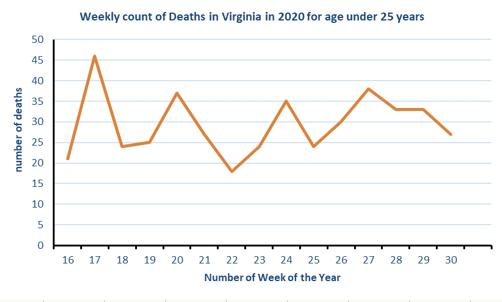 Weekly count of Deaths in Virginia in 2020 for age under 25 years
number of deaths
50
45
40
35
30
25
20
15
10
5
0
16 17 18 19 20 21 22 23 24 25 26 27 28 29 30
Number of Week of the Year